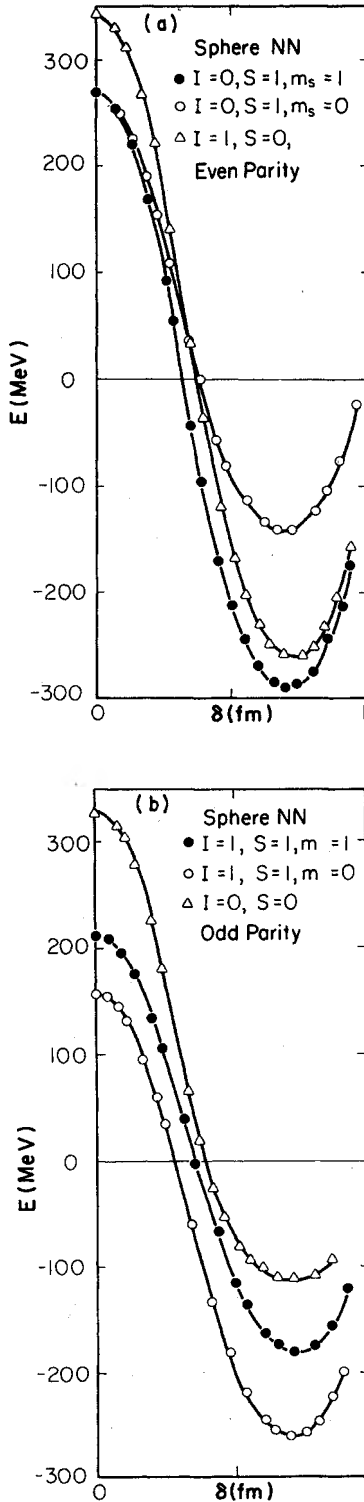 (a)
Sphere NN
● I=0, S=1, mₛ=1
○ I=0, S=1, mₛ=0
△ I=1, S=0,
Even Parity
300
200
100
0
-100
-200
-300
E (MeV)
0
δ(fm)
(b)
Sphere NN
● I=1, S=1, m=1
○ I=1, S=1, m=0
△ I=0, S=0
Odd Parity
300
200
100
0
-100
-200
-300
E (MeV)
0
δ(fm)